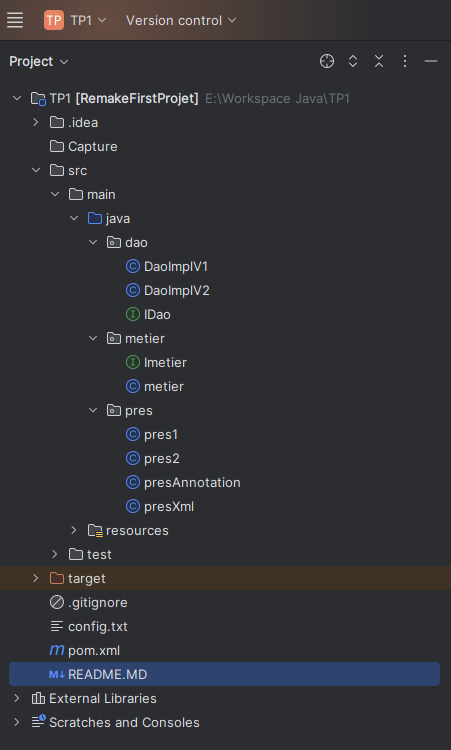 TP TP1 Version control
Project
TP1 [RemakeFirstProjet] E:\Workspace Java\TP1
.idea
Capture
src
main
java
dao
DaoImplV1
DaoImplV2
IDao
metier
Imetier
metier
pres
pres1
pres2
presAnnotation
presXml
resources
test
target
.gitignore
config.txt
pom.xml
README.MD
External Libraries
Scratches and Consoles